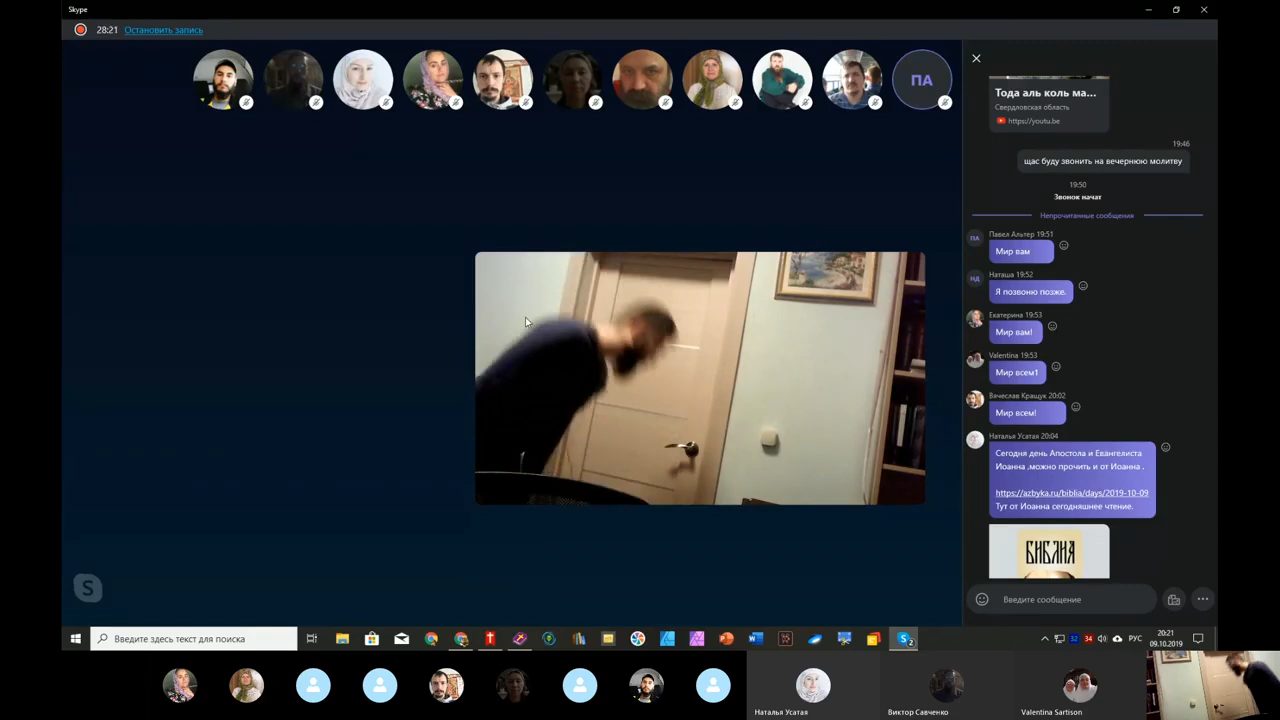 Skype
28:21 Остановить запись
ПА
Тода аль коль ма...
Свердловская область
https://youtu.be
19:46
щас буду звонить на вечернюю молитву
19:50
Звонок начат
Непрочитанные сообщения
ПА
Павел Альтер 19:51
Мир вам
НД
Наташа 19:52
Я позвоню позже.
Екатерина 19:53
Мир вам!
Valentina 19:53
Мир всем1
Вячеслав Кращук 20:02
Мир всем!
Наталья Усатая 20:04
Сегодня день Апостола и Евангелиста
Иоанна ,можно прочить и от Иоанна .
https://azbyka.ru/biblia/days/2019-10-09
Тут от Иоанна сегодняшнее чтение.
БИБЛИЯ
Введите сообщение
S
Введите здесь текст для поиска
32
34
РУС
20:21
09.10.2019
Наталья Усатая
Виктор Савченко
Valentina Sartison